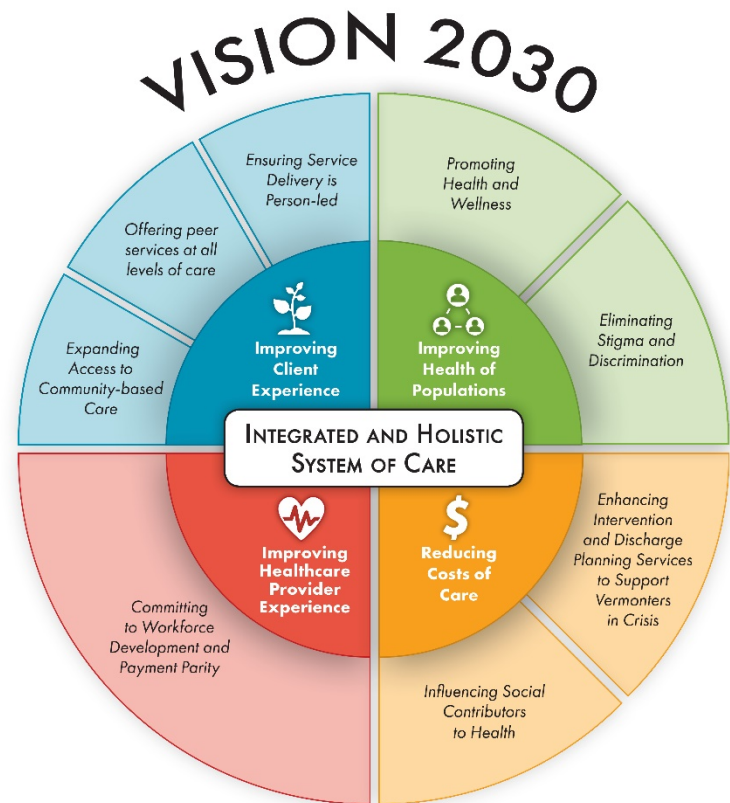 VISION 2030
Ensuring Service
Delivery is
Person-led
Offering peer
services at all
levels of care
Expanding
Access to
Community-based
Care
Improving
Client
Experience
Promoting
Health and
Wellness
Eliminating
Stigma and
Discrimination
Improving
Health of
Populations
INTEGRATED AND HOLISTIC
SYSTEM OF CARE
Improving
Healthcare
Provider
Experience
Committing
to Workforce
Development and
Payment Parity
$
Reducing
Costs of
Care
Enhancing
Intervention
and Discharge
Planning Services
to Support
Vermonters
in Crisis
Influencing Social
Contributors
to Health